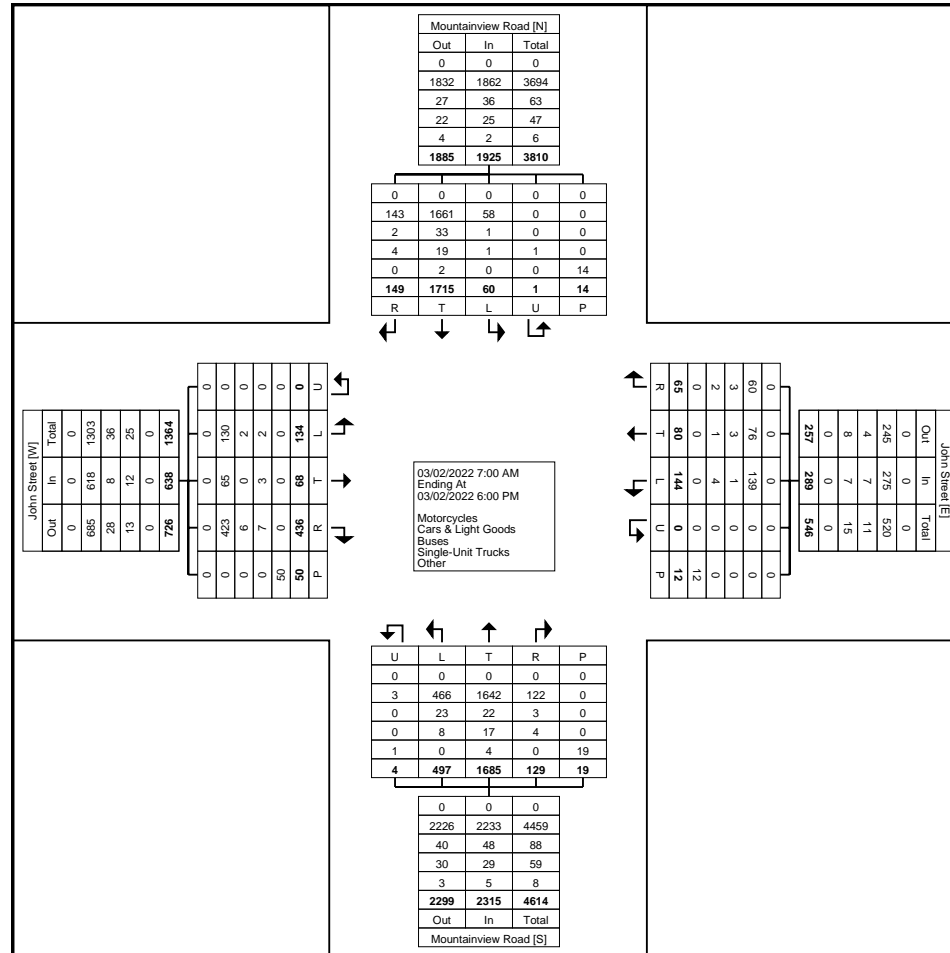 Mountainview Road [N]
Out In Total
0 0 0
1832 1862 3694
27 36 63
22 25 47
4 2 6
1885 1925 3810
0 0 0 0 0
143 1661 58 0 0
2 33 1 0 0
4 19 1 1 0
0 2 0 0 14
149 1715 60 1 14
R T L U P
John Street [W]
Out In Total
0 0 0
685 618 1303
28 8 36
13 12 25
0 0 0
726 638 1364
0 0 0 0 0
0 130 65 423 0
0 2 0 6 0
0 2 3 7 0
0 0 0 0 50
0 134 68 436 50
U L T R P
03/02/2022 7:00 AM
Ending At
03/02/2022 6:00 PM
Motorcycles
Cars & Light Goods
Buses
Single-Unit Trucks
Other
John Street [E]
Out In Total
0 0 0
245 275 520
4 7 11
8 7 15
0 0 0
257 289 546
0 0 0 0 0
60 76 139 0 0
3 3 1 0 0
2 1 4 0 0
0 0 0 0 12
65 80 144 0 12
R T L U P
U L T R P
0 0 0 0 0
3 466 1642 122 0
0 23 22 3 0
0 8 17 4 0
1 0 4 0 19
4 497 1685 129 19
0 0 0
2226 2233 4459
40 48 88
30 29 59
3 5 8
2299 2315 4614
Out In Total
Mountainview Road [S]